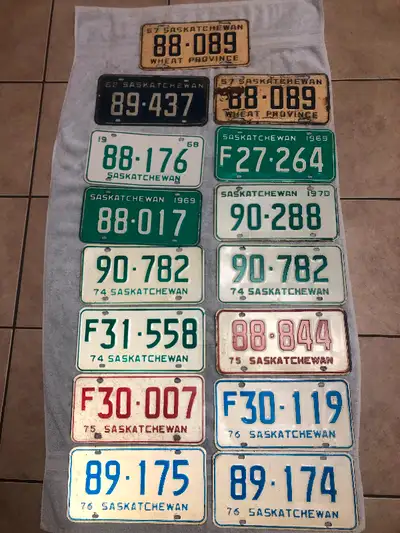 67 SASKATCHEWAN
88-089
WHEAT PROVINCE
SASKATCHEWAN
89-437
67 SASKATCHEWAN
88-089
WHEAT PROVINCE
19 68
88-176
SASKATCHEWAN
SASKATCHEWAN 1969
F27-264
SASKATCHEWAN 1969
88-017
SASKATCHEWAN 1970
90-288
90-782
74 SASKATCHEWAN
90-782
74 SASKATCHEWAN
F31-558
74 SASKATCHEWAN
88-844
75 SASKATCHEWAN
F30-007
75 SASKATCHEWAN
F30-119
76 SASKATCHEWAN
89-175
76 SASKATCHEWAN
89-174
76 SASKATCHEWAN